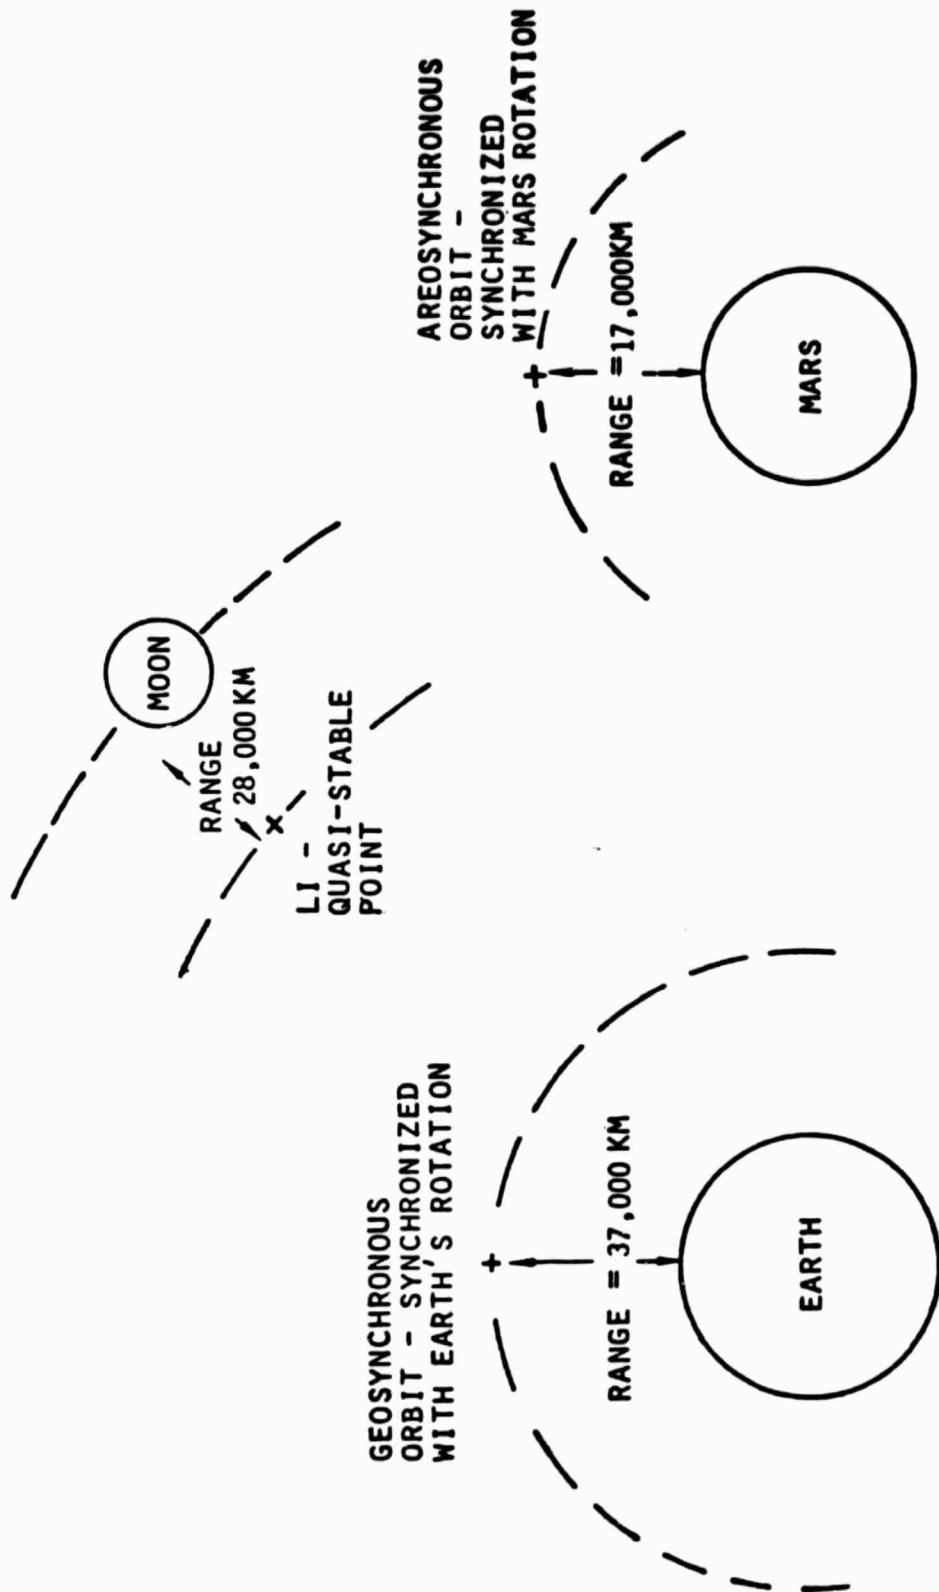 MOON
RANGE
28,000 KM
LI -
QUASI-STABLE
POINT
GEOSYNCHRONOUS
ORBIT - SYNCHRONIZED
WITH EARTH'S ROTATION
RANGE = 37,000 KM
EARTH
AREOSYNCHRONOUS
ORBIT -
SYNCHRONIZED
WITH MARS ROTATION
RANGE =17,000KM
MARS